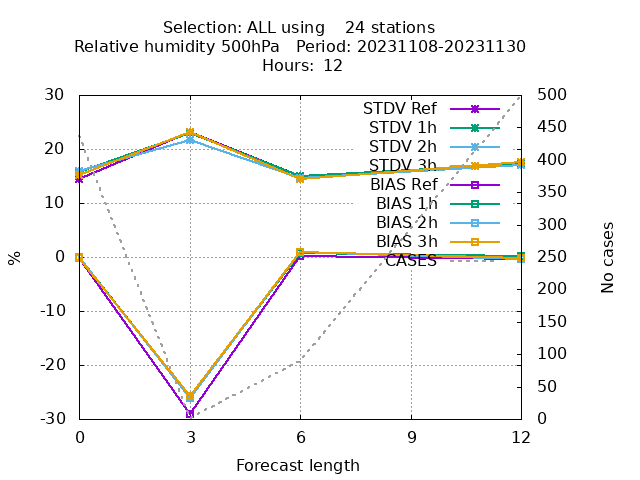 Selection: ALL using    24 stations
Relative humidity 500hPa   Period: 20231108-20231130
Hours:  12
30
20
10
0
-10
-20
-30
%
500
450
400
350
300
250
200
150
100
50
0
No cases
STDV Ref
STDV 1h
STDV 2h
STDV 3h
BIAS Ref
BIAS 1h
BIAS 2h
BIAS 3h
CASES
0 3 6 9 12
Forecast length